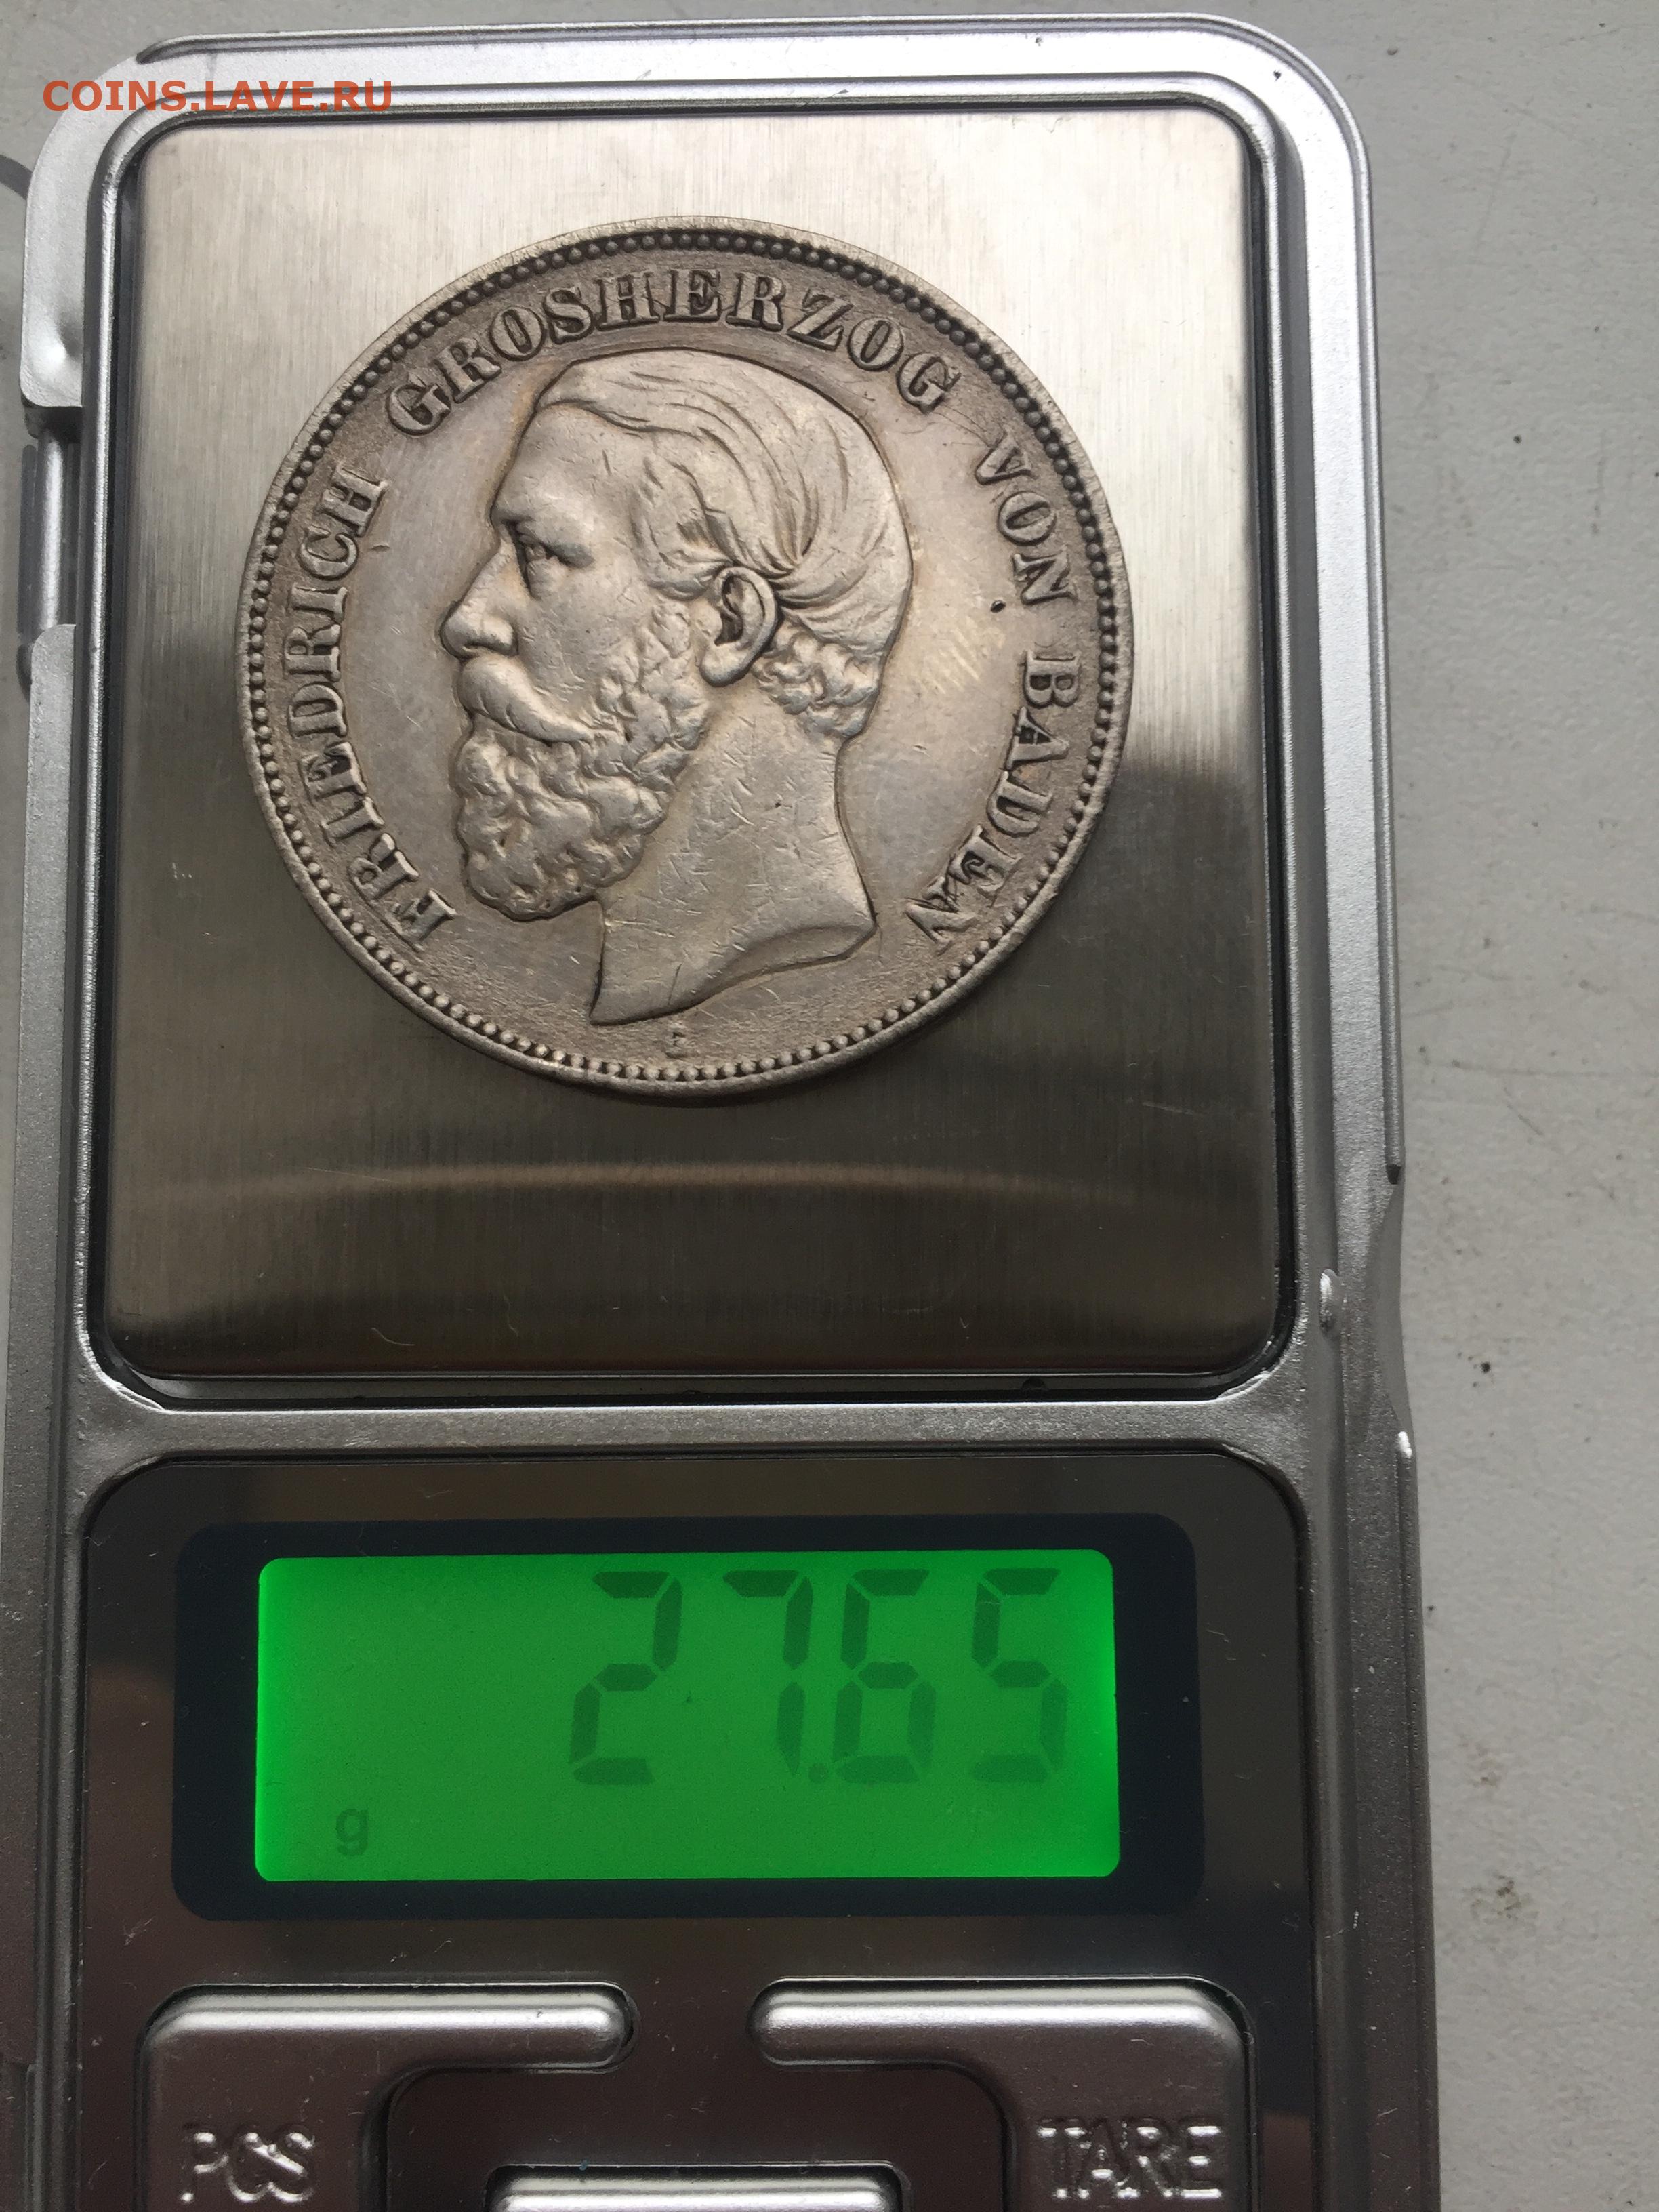 COINS.LAVE.RU
FRIEDRICH GROSHERZOG VON BADEN
27.65
g
PCS
TARE